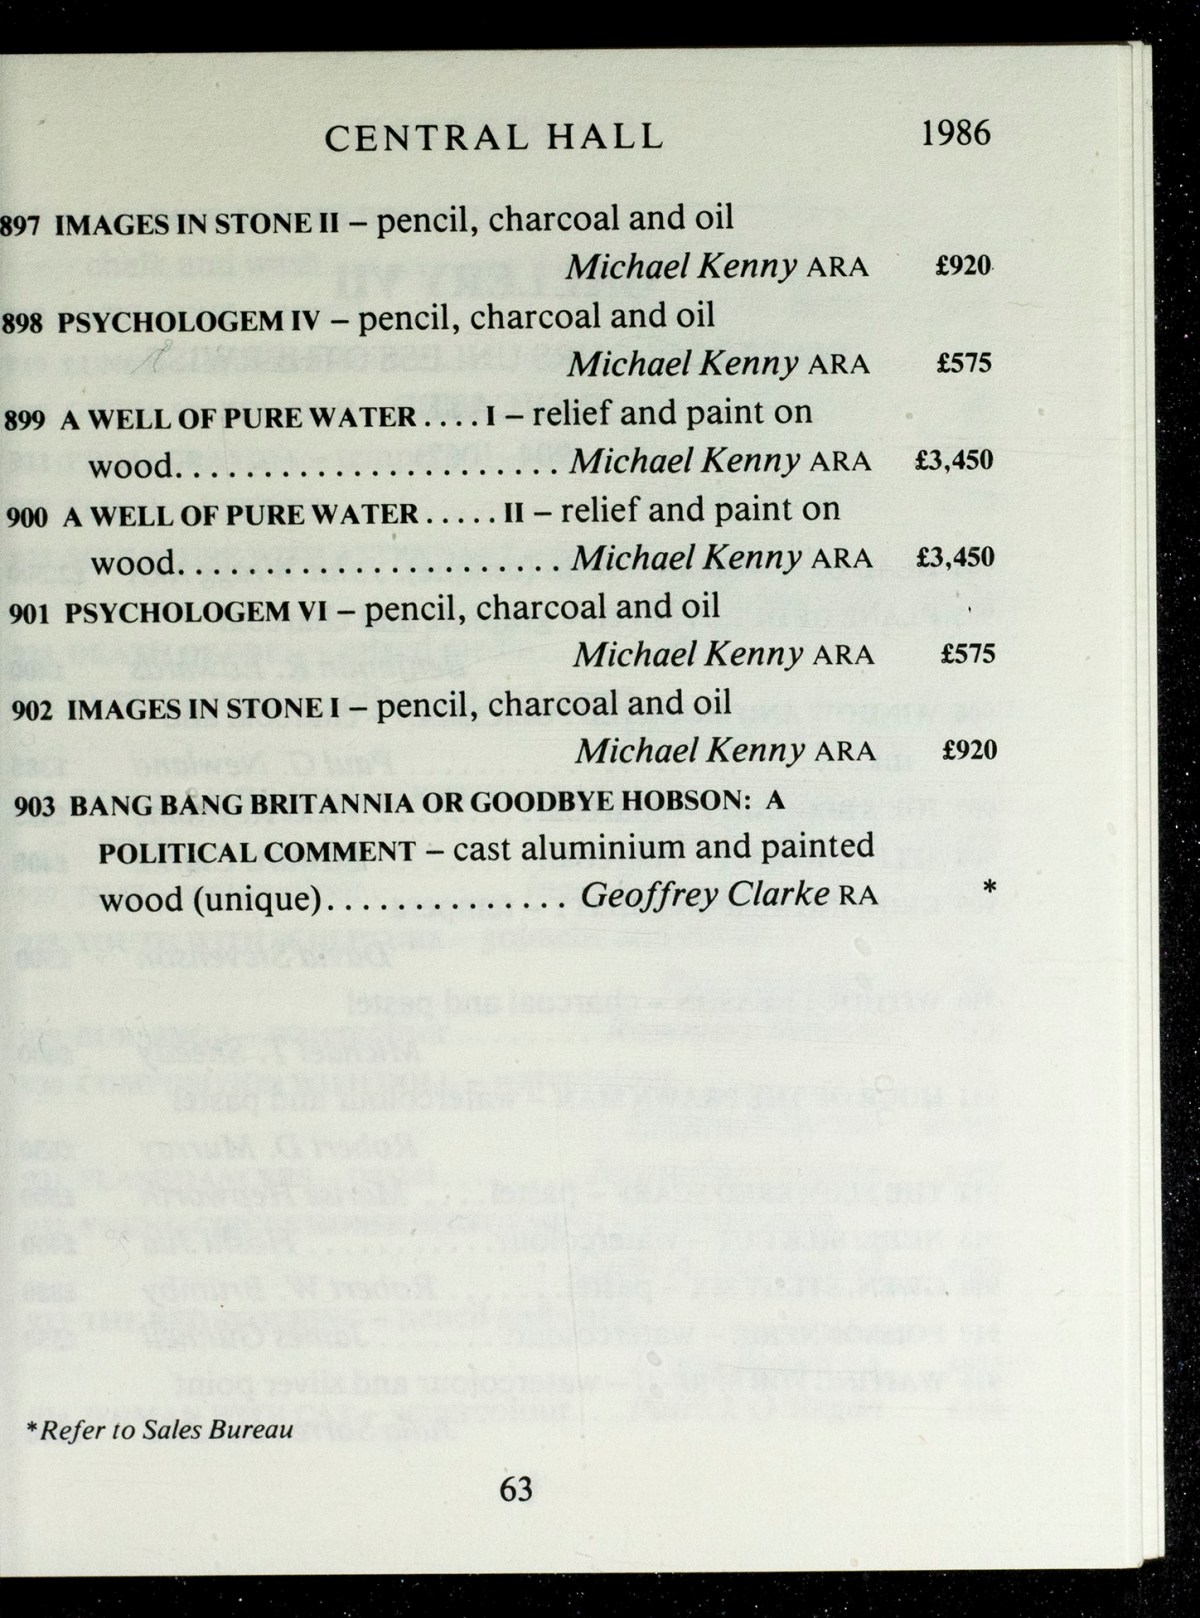 CENTRAL HALL 1986
897 IMAGES IN STONE II – pencil, charcoal and oil
Michael Kenny ARA £920
898 PSYCHOLOGEM IV – pencil, charcoal and oil
Michael Kenny ARA £575
899 A WELL OF PURE WATER . . . . I – relief and paint on
wood. . . . . . . . . . . . . . . . . . . . . . . Michael Kenny ARA £3,450
900 A WELL OF PURE WATER . . . . . II – relief and paint on
wood. . . . . . . . . . . . . . . . . . . . . . . Michael Kenny ARA £3,450
901 PSYCHOLOGEM VI – pencil, charcoal and oil
Michael Kenny ARA £575
902 IMAGES IN STONE I – pencil, charcoal and oil
Michael Kenny ARA £920
903 BANG BANG BRITANNIA OR GOODBYE HOBSON: A
POLITICAL COMMENT – cast aluminium and painted
wood (unique). . . . . . . . . . . . . . Geoffrey Clarke RA *
*Refer to Sales Bureau
63